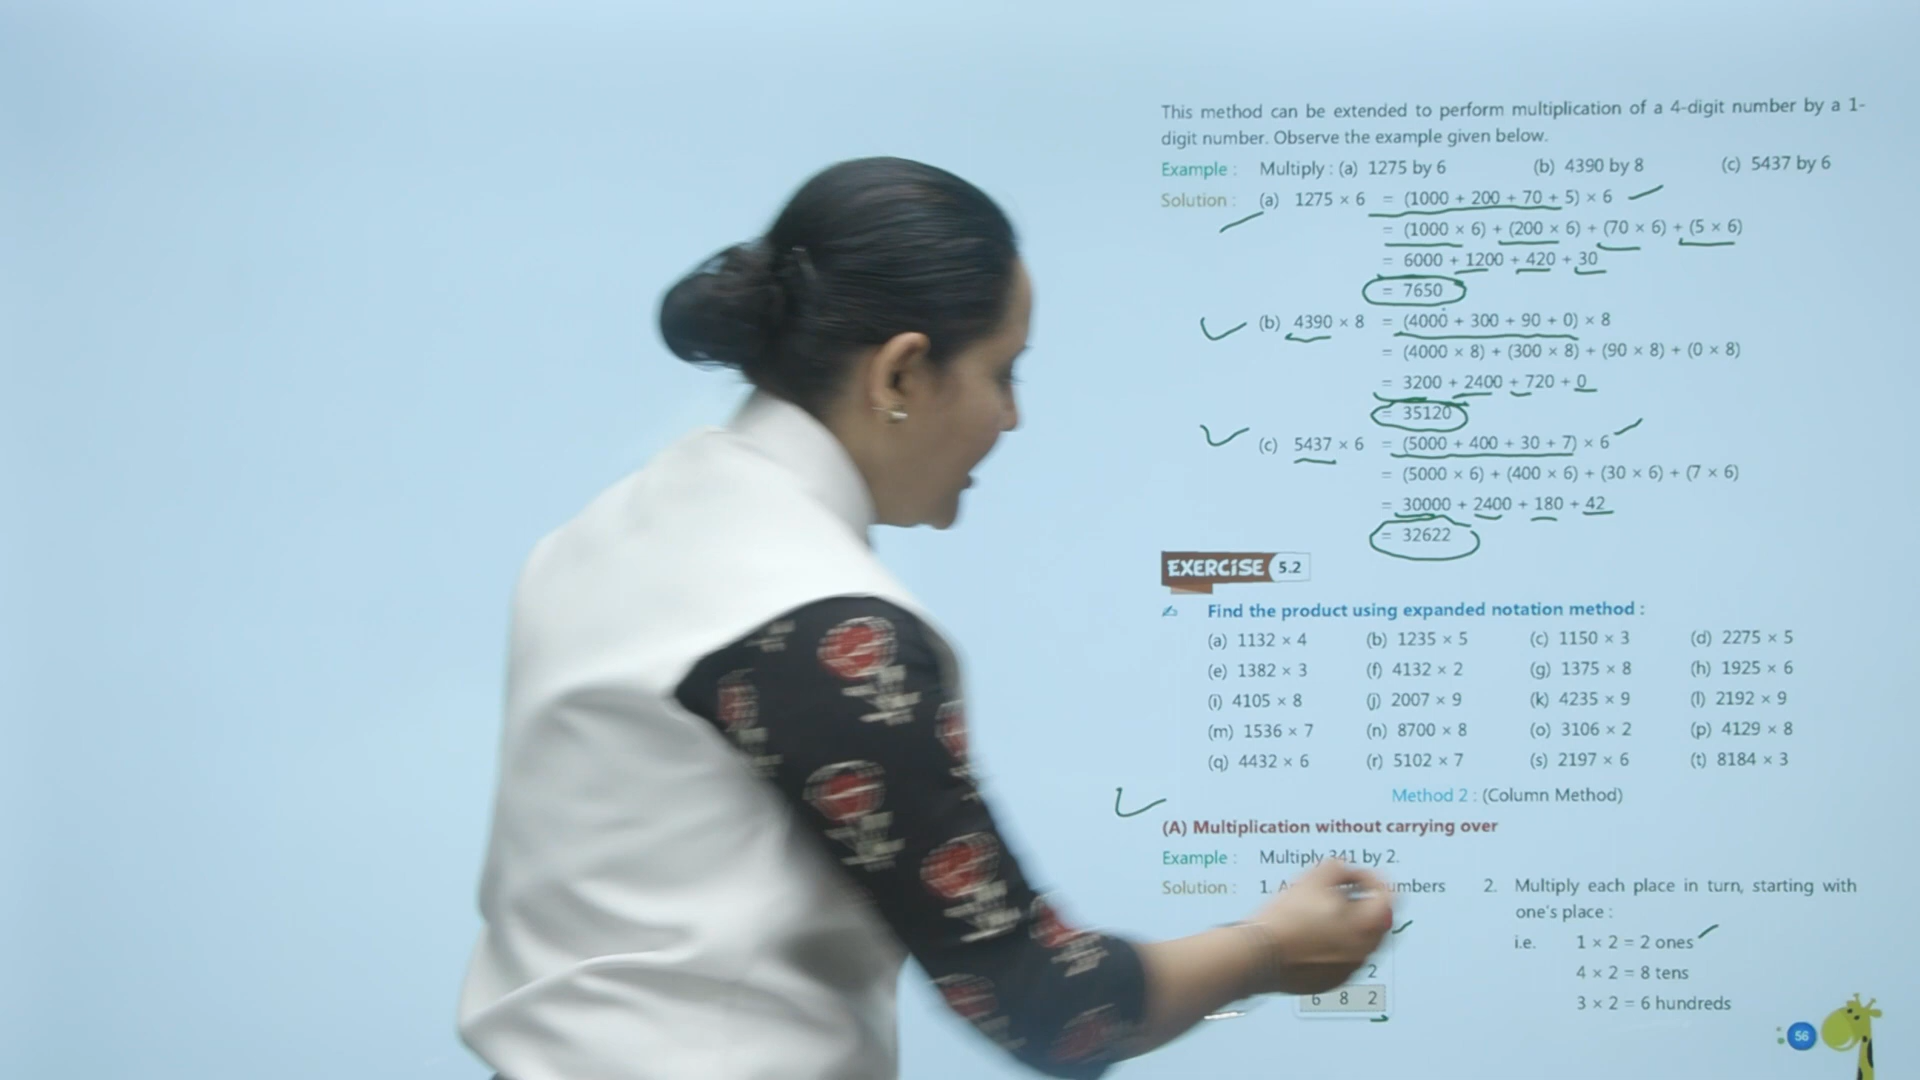 This method can be extended to perform multiplication of a 4-digit number by a 1-
digit number. Observe the example given below.
Example : Multiply : (a) 1275 by 6 (b) 4390 by 8 (c) 5437 by 6
Solution : (a) 1275 × 6 = (1000 + 200 + 70 + 5) × 6
= (1000 × 6) + (200 × 6) + (70 × 6) + (5 × 6)
= 6000 + 1200 + 420 + 30
= 7650
(b) 4390 × 8 = (4000 + 300 + 90 + 0) × 8
= (4000 × 8) + (300 × 8) + (90 × 8) + (0 × 8)
= 3200 + 2400 + 720 + 0
= 35120
(c) 5437 × 6 = (5000 + 400 + 30 + 7) × 6
= (5000 × 6) + (400 × 6) + (30 × 6) + (7 × 6)
= 30000 + 2400 + 180 + 42
= 32622
EXERCISE 5.2
Find the product using expanded notation method :
(a) 1132 × 4 (b) 1235 × 5 (c) 1150 × 3 (d) 2275 × 5
(e) 1382 × 3 (f) 4132 × 2 (g) 1375 × 8 (h) 1925 × 6
(i) 4105 × 8 (j) 2007 × 9 (k) 4235 × 9 (l) 2192 × 9
(m) 1536 × 7 (n) 8700 × 8 (o) 3106 × 2 (p) 4129 × 8
(q) 4432 × 6 (r) 5102 × 7 (s) 2197 × 6 (t) 8184 × 3
Method 2 : (Column Method)
(A) Multiplication without carrying over
Example : Multiply 341 by 2.
Solution : 1. 2. Multiply each place in turn, starting with
one's place :
i.e. 1 × 2 = 2 ones
2 4 × 2 = 8 tens
6 8 2 3 × 2 = 6 hundreds
56